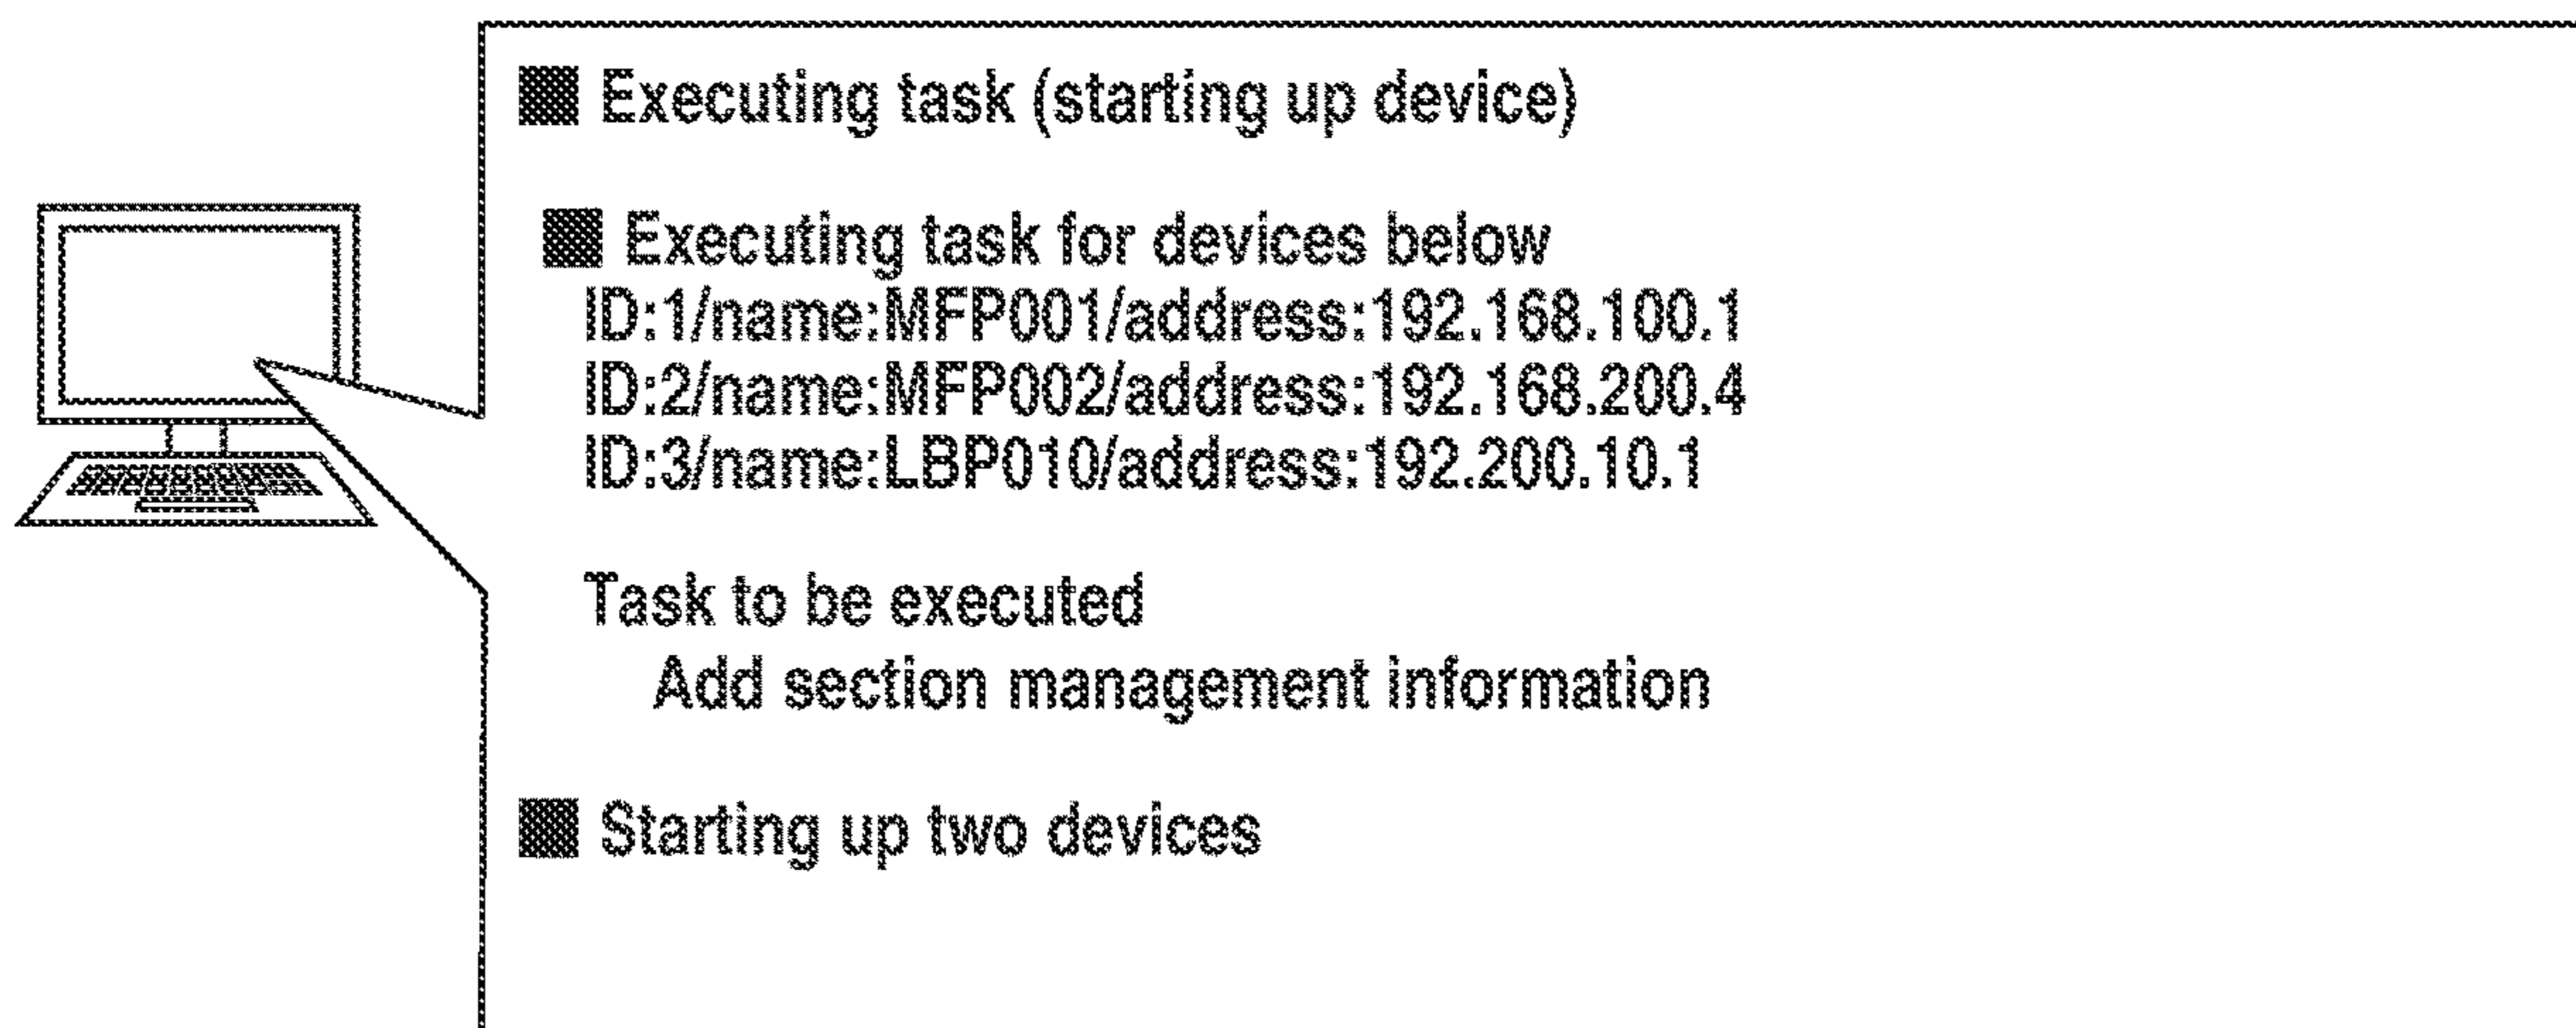 ■ Executing task (starting up device)
■ Executing task for devices below
ID:1/name:MFP001/address:192.168.100.1
ID:2/name:MFP002/address:192.168.200.4
ID:3/name:LBP010/address:192.200.10.1
Task to be executed
Add section management information
■ Starting up two devices